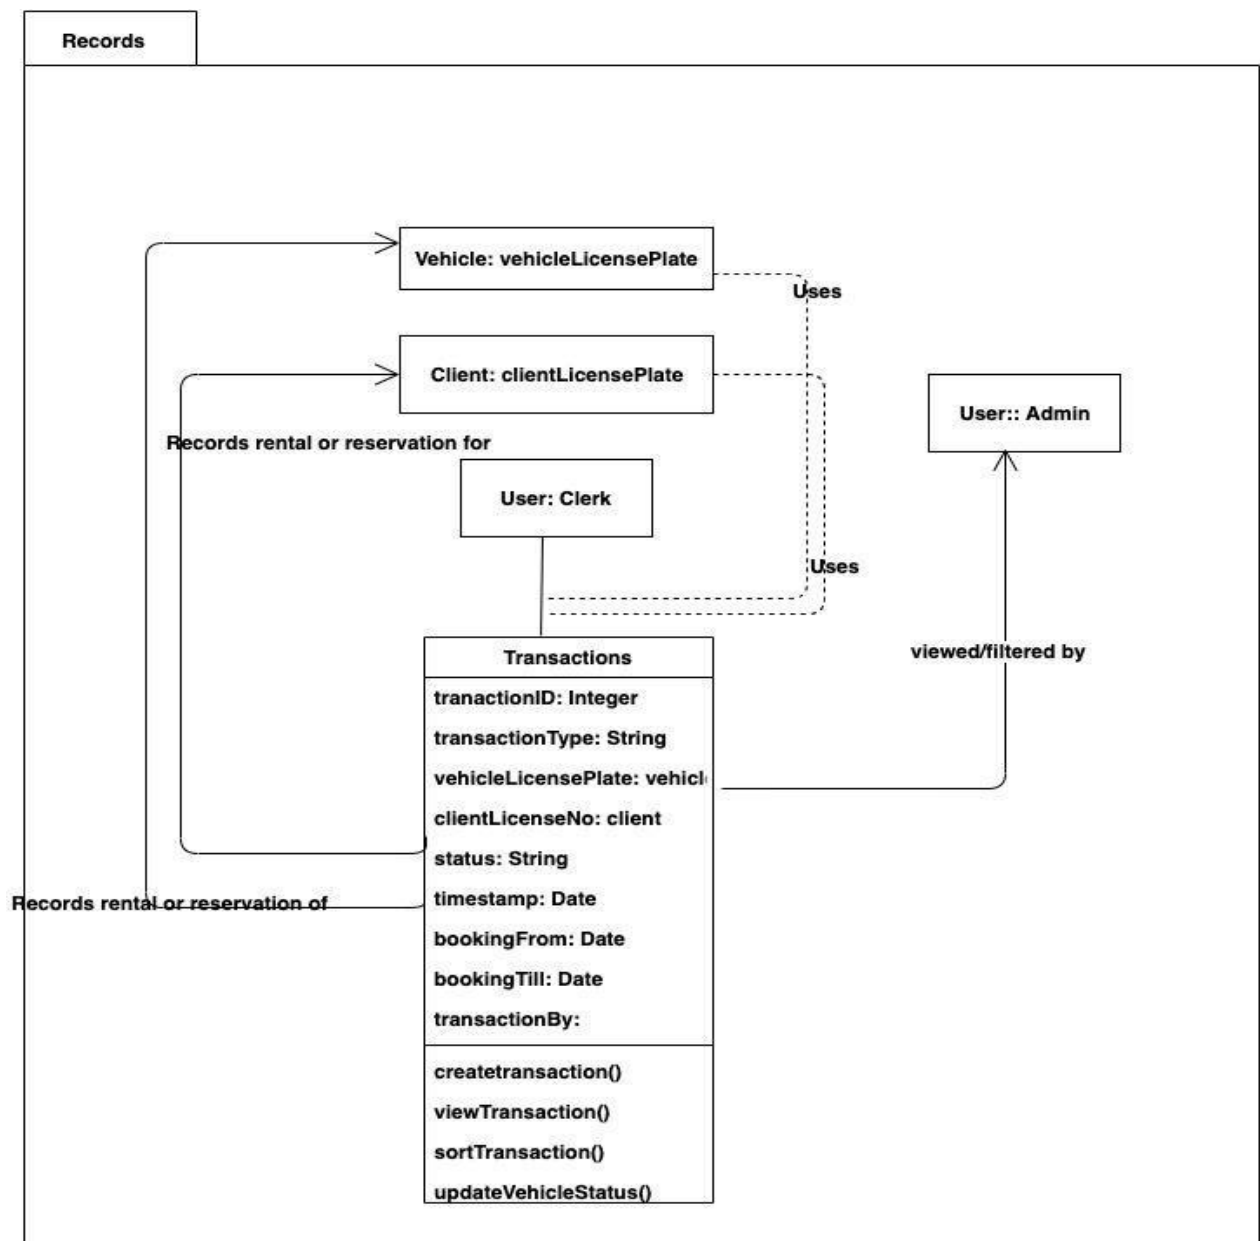 Records
Vehicle: vehicleLicensePlate
Uses
Client: clientLicensePlate
User:: Admin
Records rental or reservation for
User: Clerk
Uses
viewed/filtered by
Transactions
tranactionID: Integer
transactionType: String
vehicleLicensePlate: vehicl
clientLicenseNo: client
status: String
timestamp: Date
Records rental or reservation of
bookingFrom: Date
bookingTill: Date
transactionBy:
createtransaction()
viewTransaction()
sortTransaction()
updateVehicleStatus()